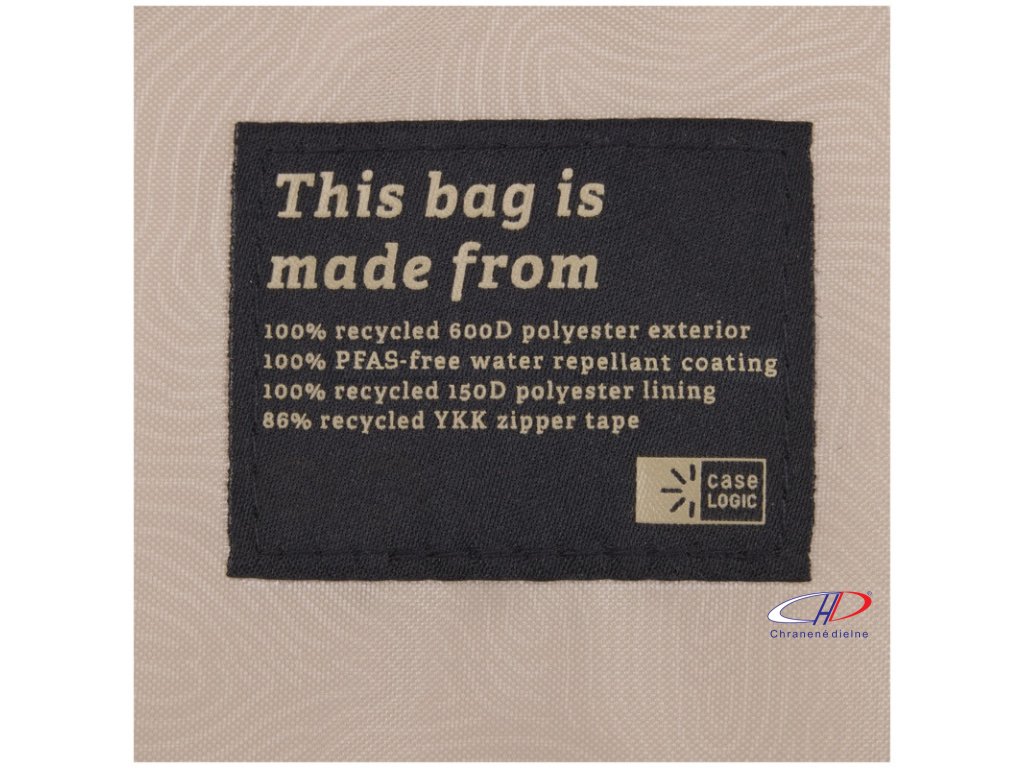 This bag is
made from
100% recycled 600D polyester exterior
100% PFAS-free water repellant coating
100% recycled 150D polyester lining
86% recycled YKK zipper tape
case
LOGIC
CHD®
Chranené dielne